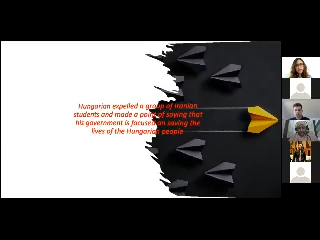 Hungarian expelled a group of Iranian
students and made a point of saying that
his government is focused on saving the
lives of the Hungarian people